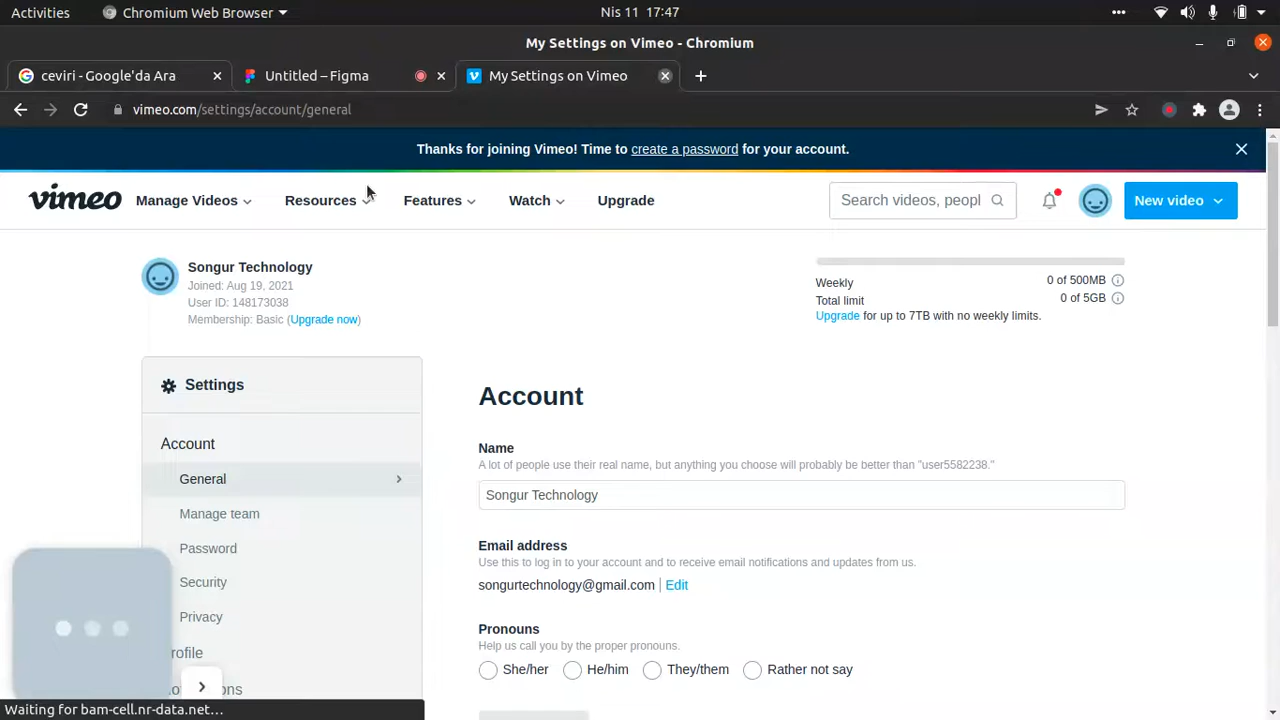 Activities
Chromium Web Browser
Nis 11 17:47
My Settings on Vimeo - Chromium
ceviri - Google'da Ara
Untitled – Figma
My Settings on Vimeo
vimeo.com/settings/account/general
Thanks for joining Vimeo! Time to create a password for your account.
vimeo
Manage Videos
Resources
Features
Watch
Upgrade
Search videos, peopl
New video
Songur Technology
Joined: Aug 19, 2021
User ID: 148173038
Membership: Basic (Upgrade now)
Weekly 0 of 500MB
Total limit 0 of 5GB
Upgrade for up to 7TB with no weekly limits.
Settings
Account
General
Manage team
Password
Security
Privacy
Account
Name
A lot of people use their real name, but anything you choose will probably be better than "user5582238."
Songur Technology
Email address
Use this to log in to your account and to receive email notifications and updates from us.
songurtechnology@gmail.com | Edit
Pronouns
Help us call you by the proper pronouns.
She/her
He/him
They/them
Rather not say
Waiting for bam-cell.nr-data.net…